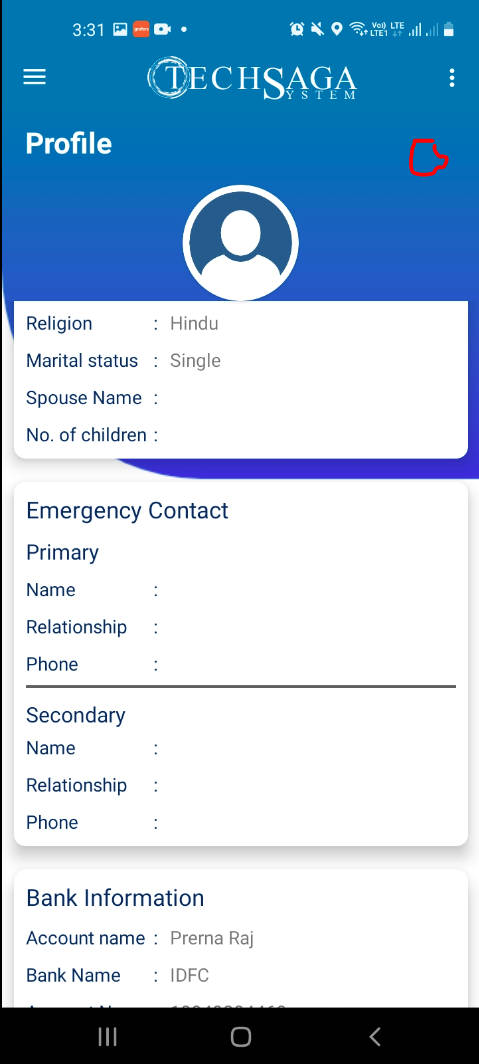 3:31 Vo) LTE
LTE1
TECHSAGA
SYSTEM
Profile
Religion : Hindu
Marital status : Single
Spouse Name :
No. of children :
Emergency Contact
Primary
Name :
Relationship :
Phone :
Secondary
Name :
Relationship :
Phone :
Bank Information
Account name : Prerna Raj
Bank Name : IDFC